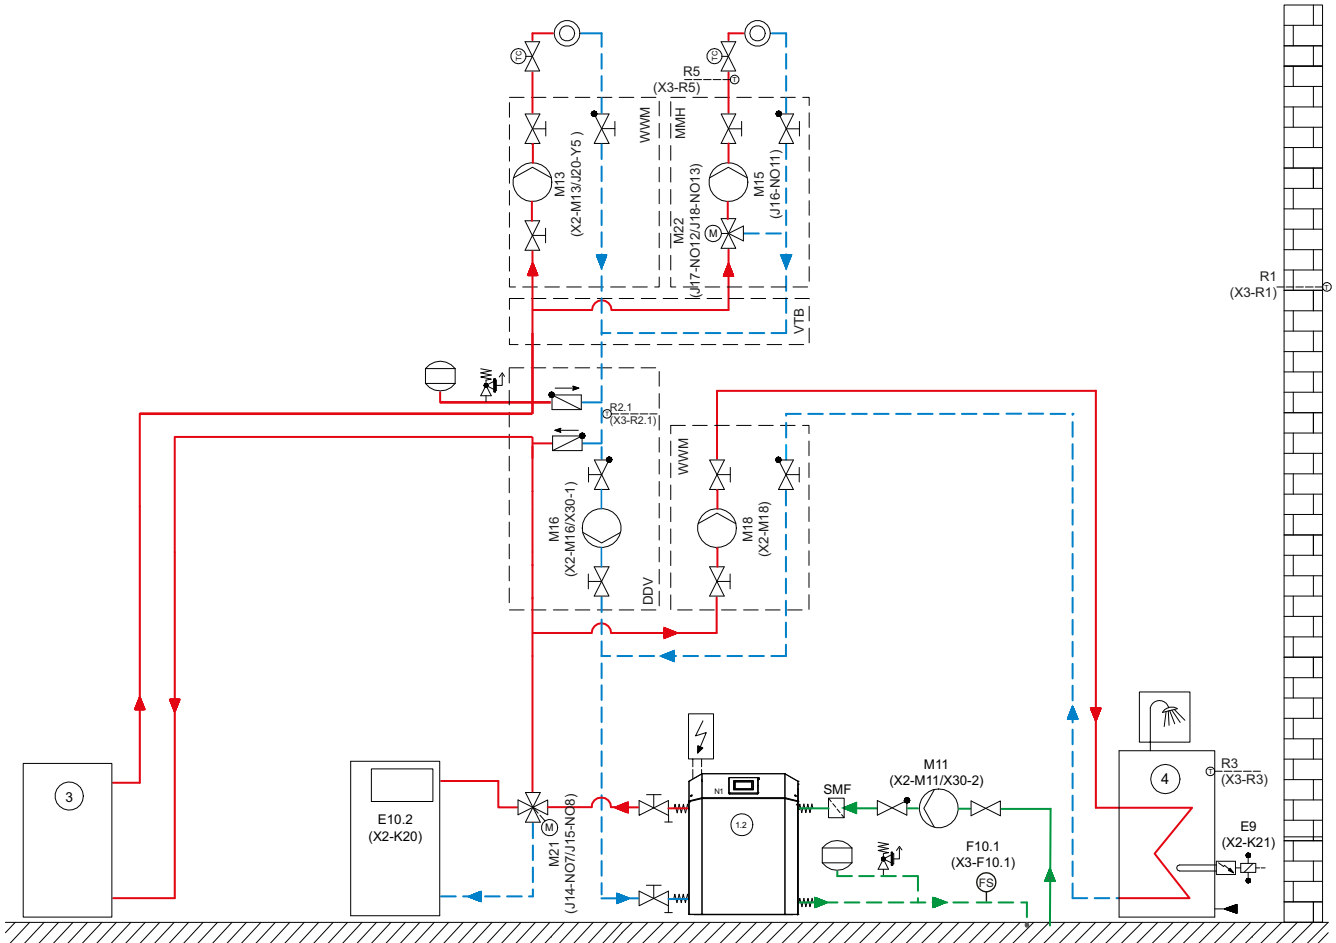 TC
TC
R5
(X3-R5)
T
WWM
MMH
M13
(X2-M13/J20-Y5 )
M15
(J16-NO11)
M22
(J17-NO12/J18-NO13)
M
R1
(X3-R1)
T
VTB
R2.1
(X3-R2.1)
T
WWM
M16
(X2-M16/X30-1)
M18
(X2-M18)
DDV
3
E10.2
(X2-K20)
M
M21
(J14-NO7/J15-NO8)
N1
1.2
SMF
M11
(X2-M11/X30-2)
F10.1
(X3-F10.1)
FS
4
R3
(X3-R3)
T
E9
(X2-K21)